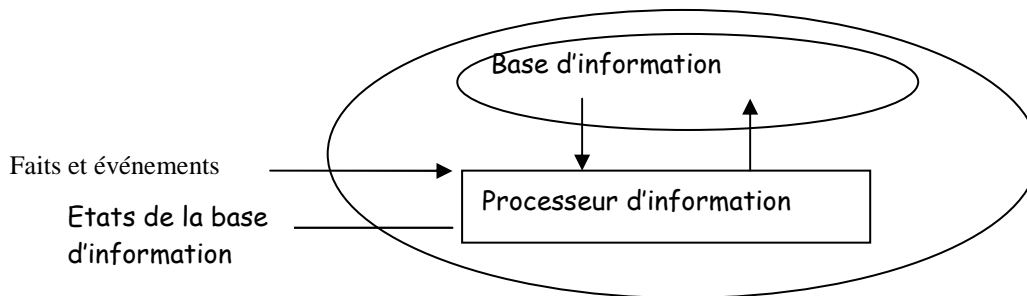 Base d'information
Faits et événements
Processeur d'information
Etats de la base
d'information